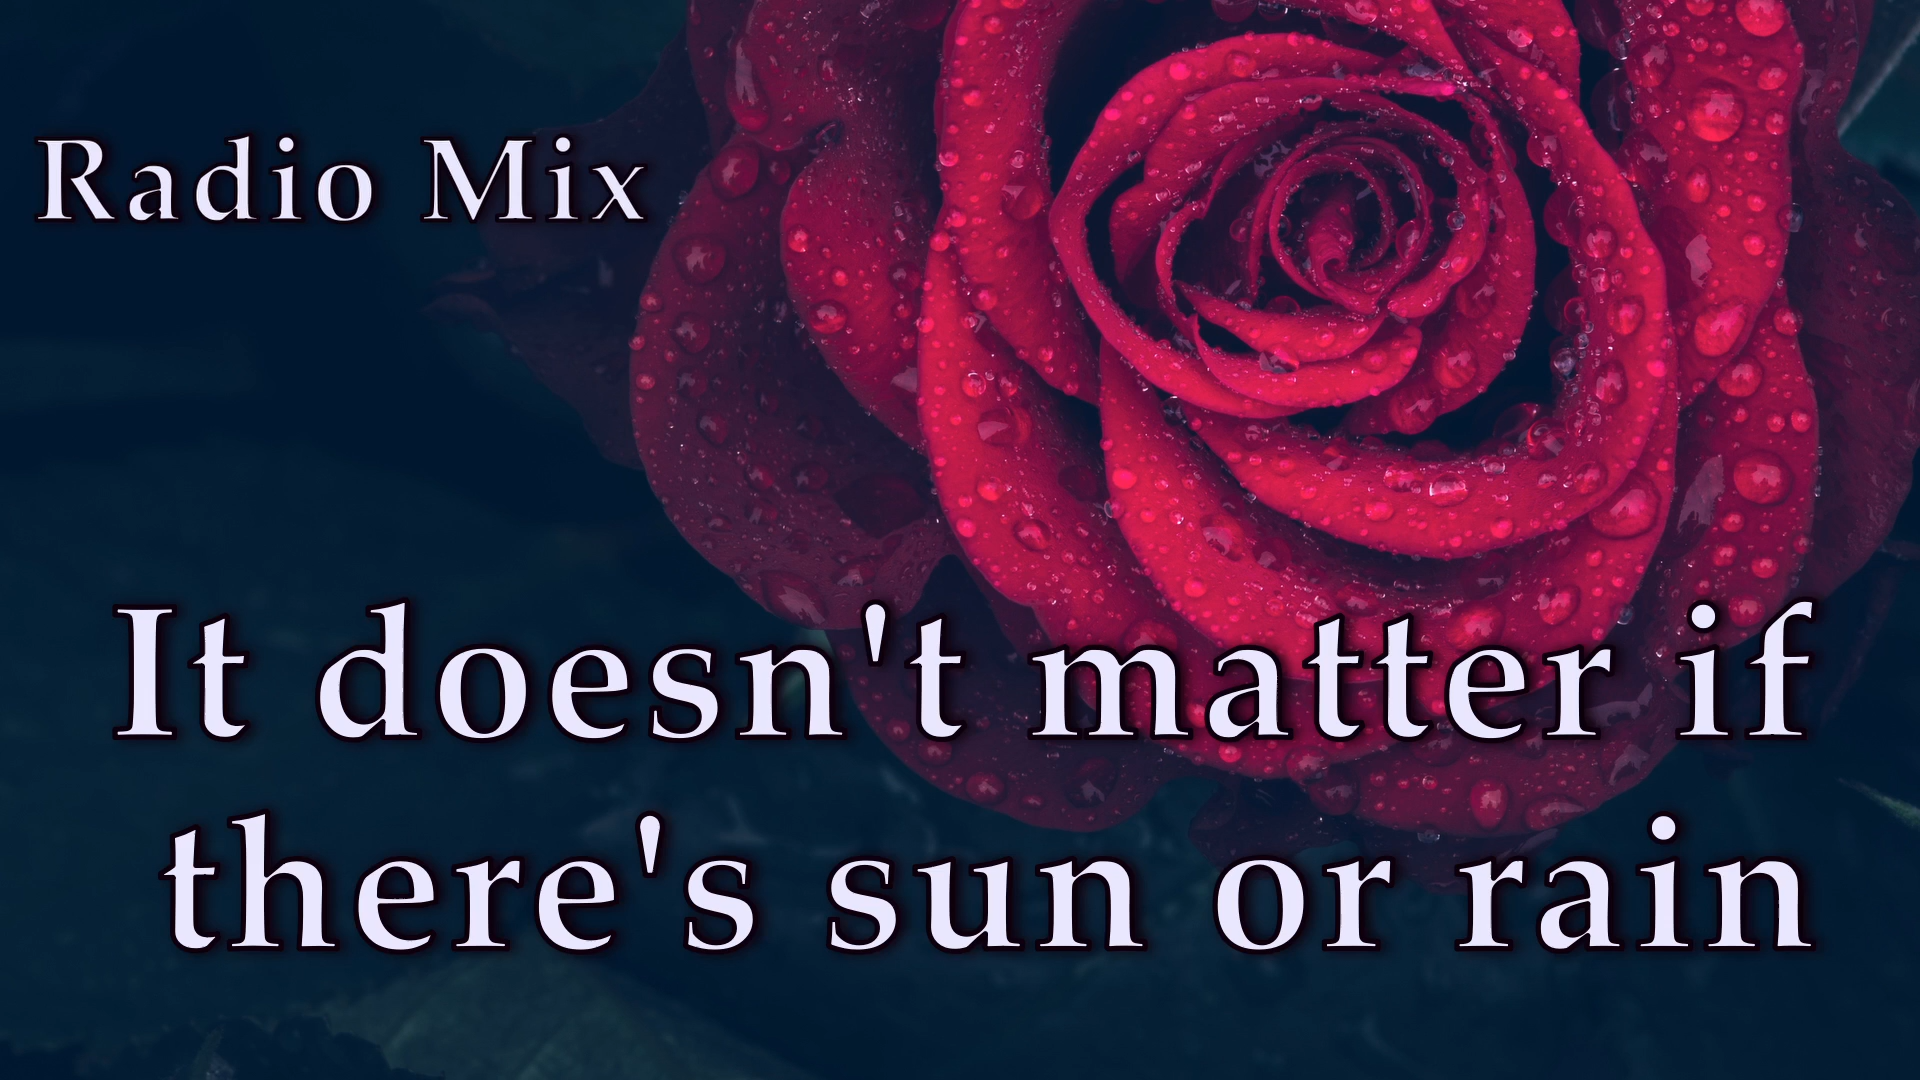 Radio Mix
It doesn't matter if
there's sun or rain